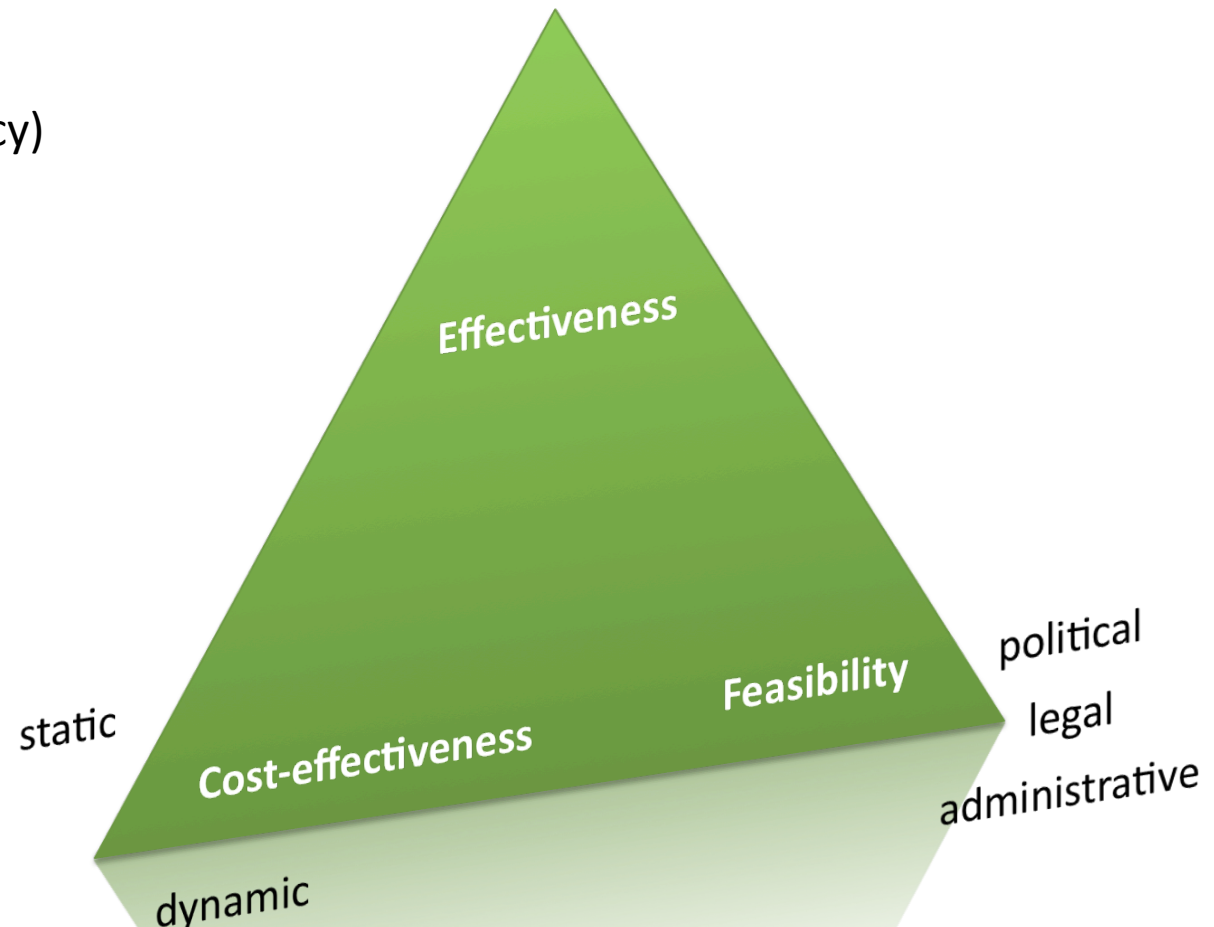 cy)
Effectiveness
political
Feasibility
legal
static
Cost-effectiveness
administrative
dynamic